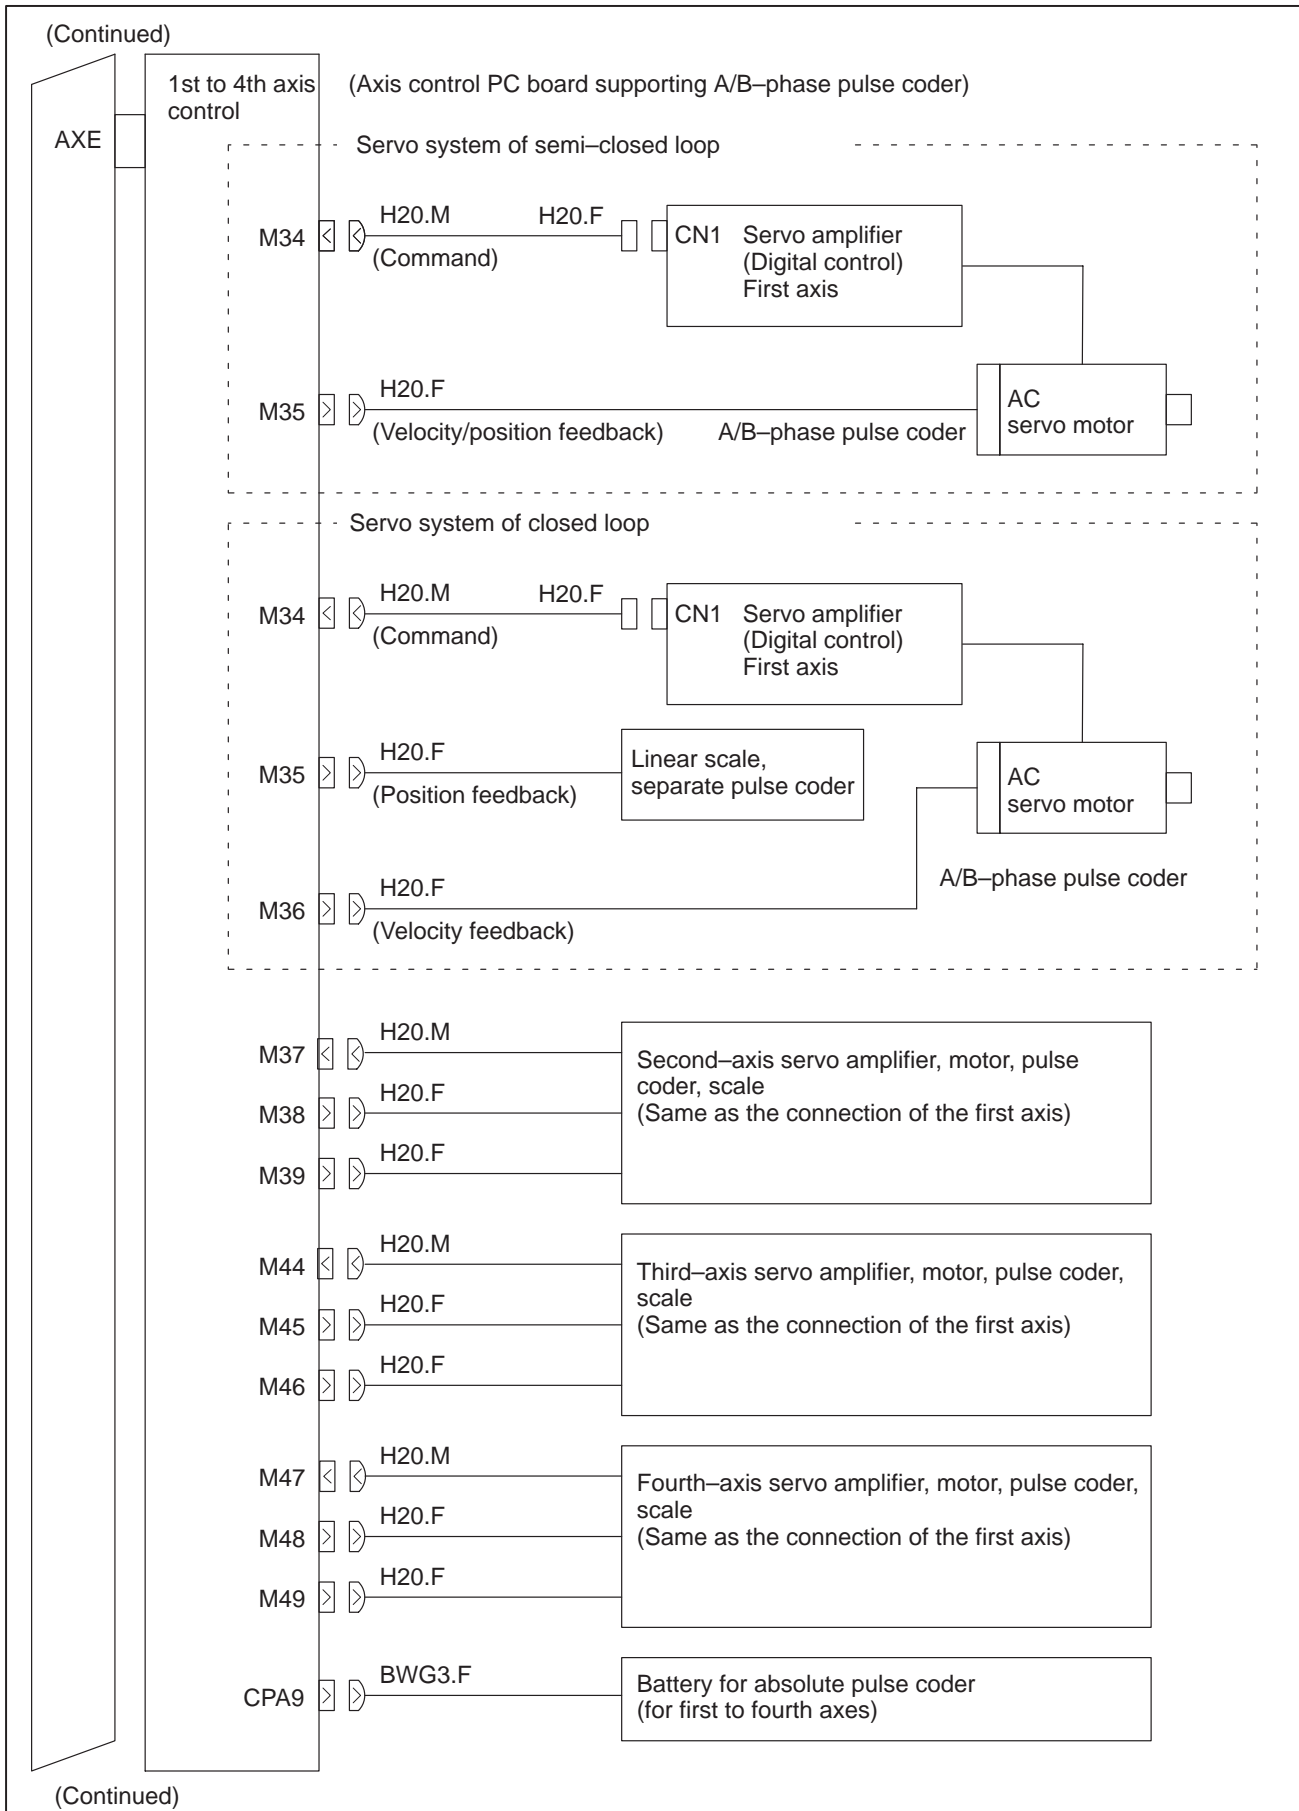 (Continued)
1st to 4th axis
control
(Axis control PC board supporting A/B–phase pulse coder)
AXE
Servo system of semi–closed loop
M34
H20.M
H20.F
(Command)
CN1
Servo amplifier
(Digital control)
First axis
M35
H20.F
(Velocity/position feedback)
A/B–phase pulse coder
AC
servo motor
Servo system of closed loop
M34
H20.M
H20.F
(Command)
CN1
Servo amplifier
(Digital control)
First axis
M35
H20.F
(Position feedback)
Linear scale,
separate pulse coder
AC
servo motor
A/B–phase pulse coder
M36
H20.F
(Velocity feedback)
M37
H20.M
M38
H20.F
M39
H20.F
Second–axis servo amplifier, motor, pulse
coder, scale
(Same as the connection of the first axis)
M44
H20.M
M45
H20.F
M46
H20.F
Third–axis servo amplifier, motor, pulse coder,
scale
(Same as the connection of the first axis)
M47
H20.M
M48
H20.F
M49
H20.F
Fourth–axis servo amplifier, motor, pulse coder,
scale
(Same as the connection of the first axis)
CPA9
BWG3.F
Battery for absolute pulse coder
(for first to fourth axes)
(Continued)